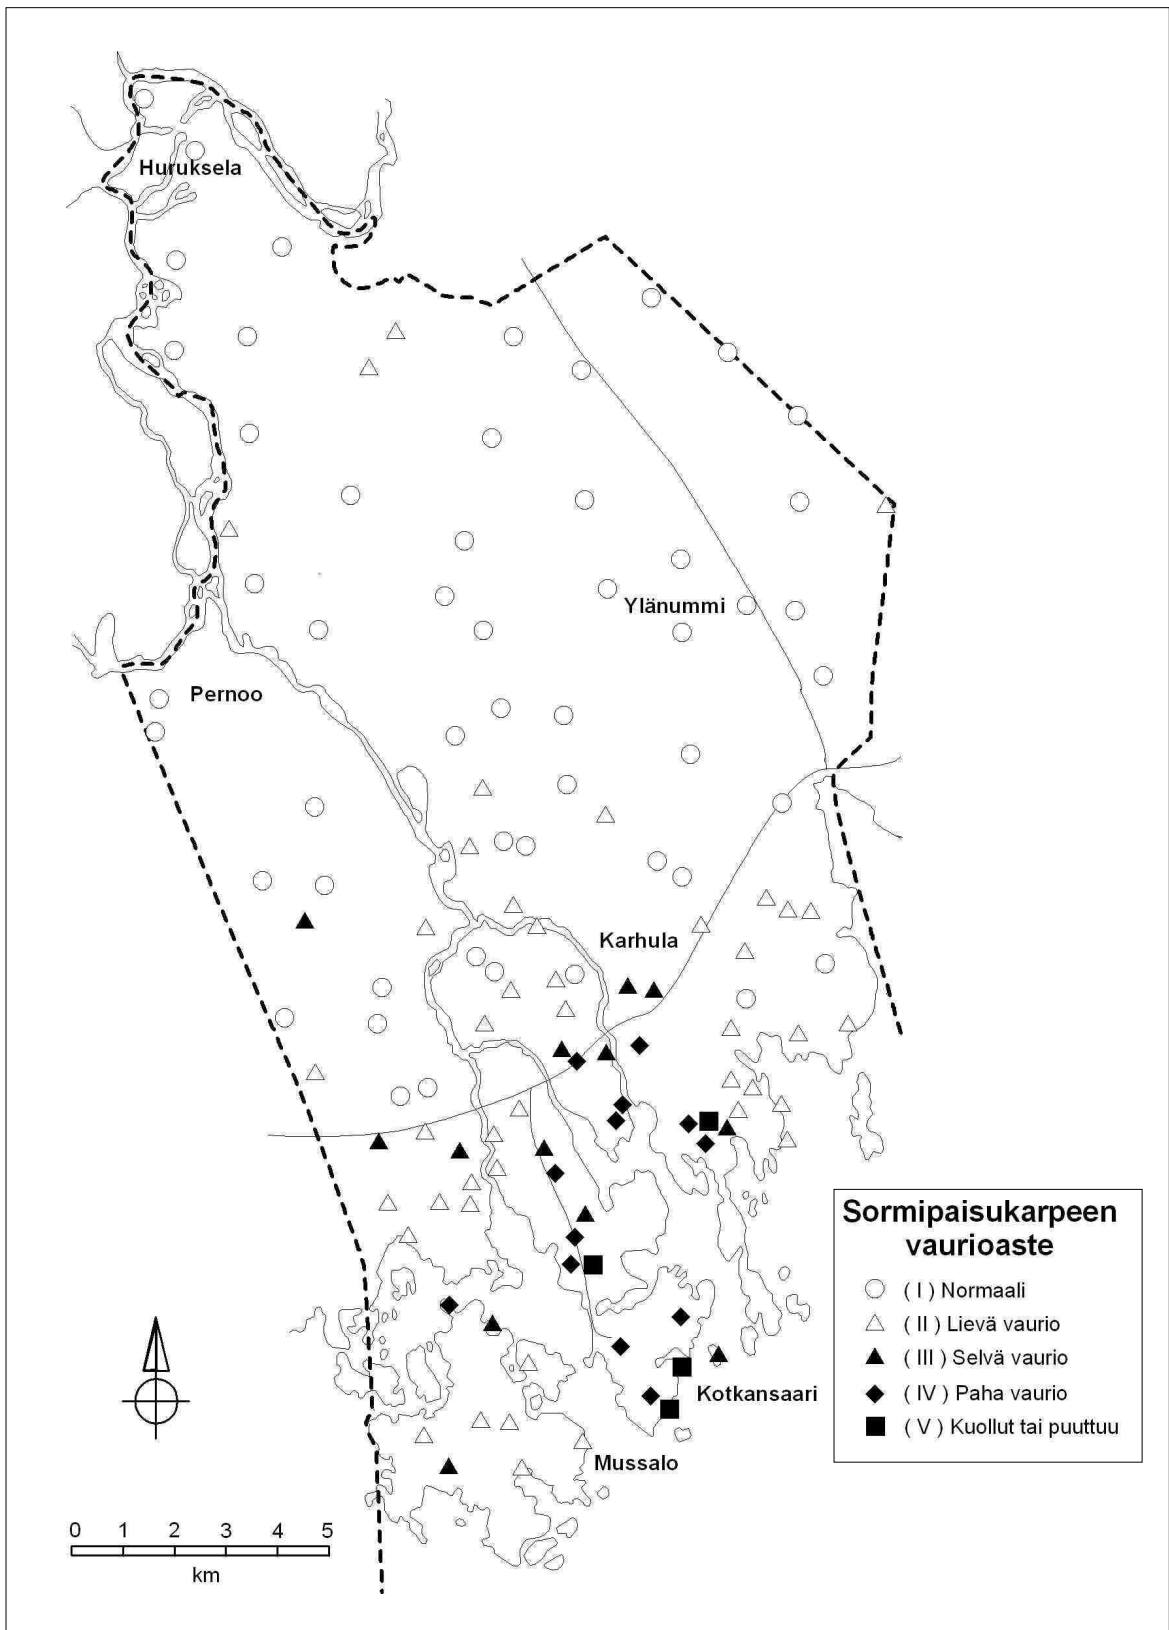 Huruksela
Ylänummi
Pernoo
Karhula
Sormipaisukarpeen
vaurioaste
( I ) Normaali
( II ) Lievä vaurio
( III ) Selvä vaurio
( IV ) Paha vaurio
( V ) Kuollut tai puuttuu
Kotkansaari
Mussalo
0 1 2 3 4 5
km